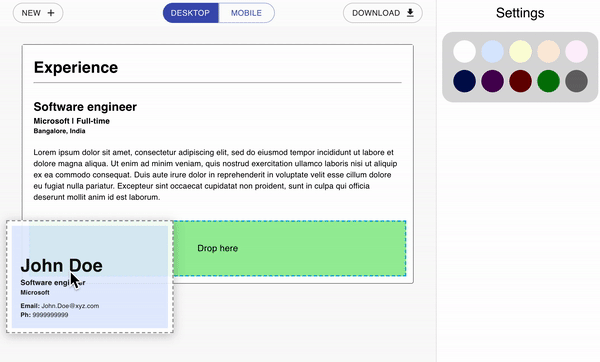 NEW +
DESKTOP
MOBILE
DOWNLOAD
Settings
Experience
Software engineer
Microsoft | Full-time
Bangalore, India
Lorem ipsum dolor sit amet, consectetur adipiscing elit, sed do eiusmod tempor incididunt ut labore et
dolore magna aliqua. Ut enim ad minim veniam, quis nostrud exercitation ullamco laboris nisi ut aliquip
ex ea commodo consequat. Duis aute irure dolor in reprehenderit in voluptate velit esse cillum dolore
eu fugiat nulla pariatur. Excepteur sint occaecat cupidatat non proident, sunt in culpa qui officia
deserunt mollit anim id est laborum.
Drop here
John Doe
Software engineer
Microsoft
Email: John.Doe@xyz.com
Ph: 9999999999